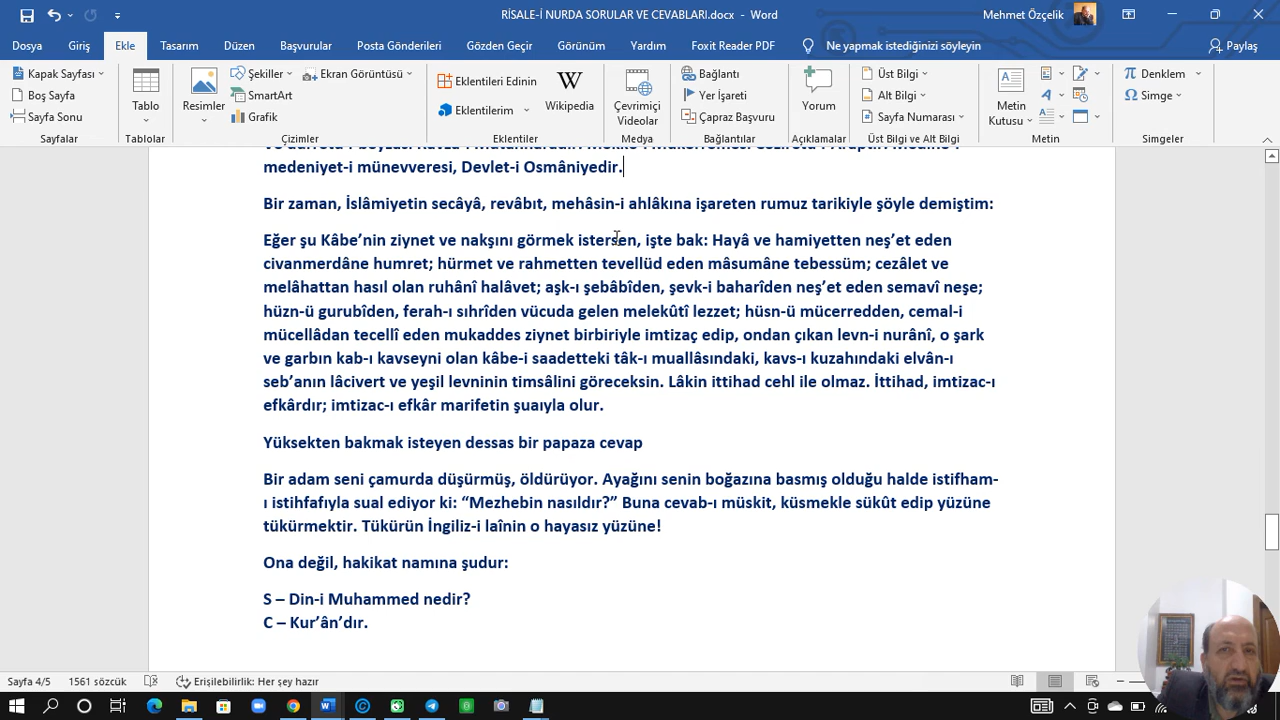 RİSALE-İ NURDA SORULAR VE CEVABLARI.docx - Word
Mehmet Özçelik
Dosya Giriş Ekle Tasarım Düzen Başvurular Posta Gönderileri Gözden Geçir Görünüm Yardım Foxit Reader PDF Ne yapmak istediğinizi söyleyin Paylaş
Kapak Sayfası
Boş Sayfa
Sayfa Sonu
Sayfalar
Tablo
Tablolar
Resimler
Şekiller
SmartArt
Grafik
Ekran Görüntüsü
Çizimler
Eklentileri Edinin
Eklentilerim
Wikipedia
Eklentiler
Çevrimiçi
Videolar
Medya
Bağlantı
Yer İşareti
Çapraz Başvuru
Bağlantılar
Yorum
Açıklamalar
Üst Bilgi
Alt Bilgi
Sayfa Numarası
Üst Bilgi ve Alt Bilgi
Metin
Kutusu
Metin
Denklem
Simge
Simgeler
medeniyet-i münevveresi, Devlet-i Osmâniyedir.
Bir zaman, İslâmiyetin secâyâ, revâbıt, mehâsin-i ahlâkına işareten rumuz tarikiyle şöyle demiştim:
Eğer şu Kâbe’nin ziynet ve nakşını görmek istersen, işte bak: Hayâ ve hamiyetten neş’et eden
civanmerdâne humret; hürmet ve rahmetten tevellüd eden mâsumâne tebessüm; cezâlet ve
melâhattan hasıl olan ruhânî halâvet; aşk-ı şebâbîden, şevk-i baharîden neş’et eden semavî neşe;
hüzn-ü gurubîden, ferah-ı sıhrîden vücuda gelen melekûtî lezzet; hüsn-ü mücerredden, cemal-i
mücellâdan tecellî eden mukaddes ziynet birbiriyle imtizaç edip, ondan çıkan levn-i nurânî, o şark
ve garbın kab-ı kavseyni olan kâbe-i saadetteki tâk-ı muallâsındaki, kavs-ı kuzahındaki elvân-ı
seb’anın lâcivert ve yeşil levninin timsâlini göreceksin. Lâkin ittihad cehl ile olmaz. İttihad, imtizac-ı
efkârdır; imtizac-ı efkâr marifetin şuaıyla olur.
Yüksekten bakmak isteyen dessas bir papaza cevap
Bir adam seni çamurda düşürmüş, öldürüyor. Ayağını senin boğazına basmış olduğu halde istifham-
ı istihfafıyla sual ediyor ki: “Mezhebin nasıldır?” Buna cevab-ı müskit, küsmekle sükût edip yüzüne
tükürmektir. Tükürün İngiliz-i laînin o hayasız yüzüne!
Ona değil, hakikat namına şudur:
S – Din-i Muhammed nedir?
C – Kur’ân’dır.
Sayfa 4/5 1561 sözcük Erişilebilirlik: Her şey hazır